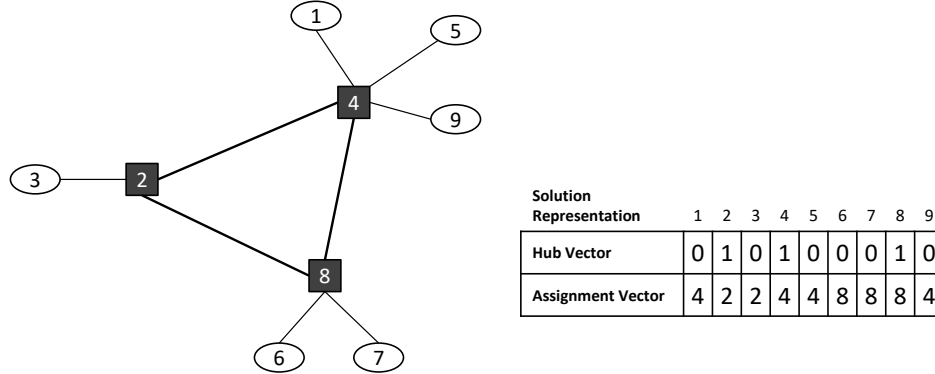 1
5
4
9
3
2
8
6
7
Solution
Representation 1 2 3 4 5 6 7 8 9
Hub Vector 0 1 0 1 0 0 0 1 0
Assignment Vector 4 2 2 4 4 8 8 8 4